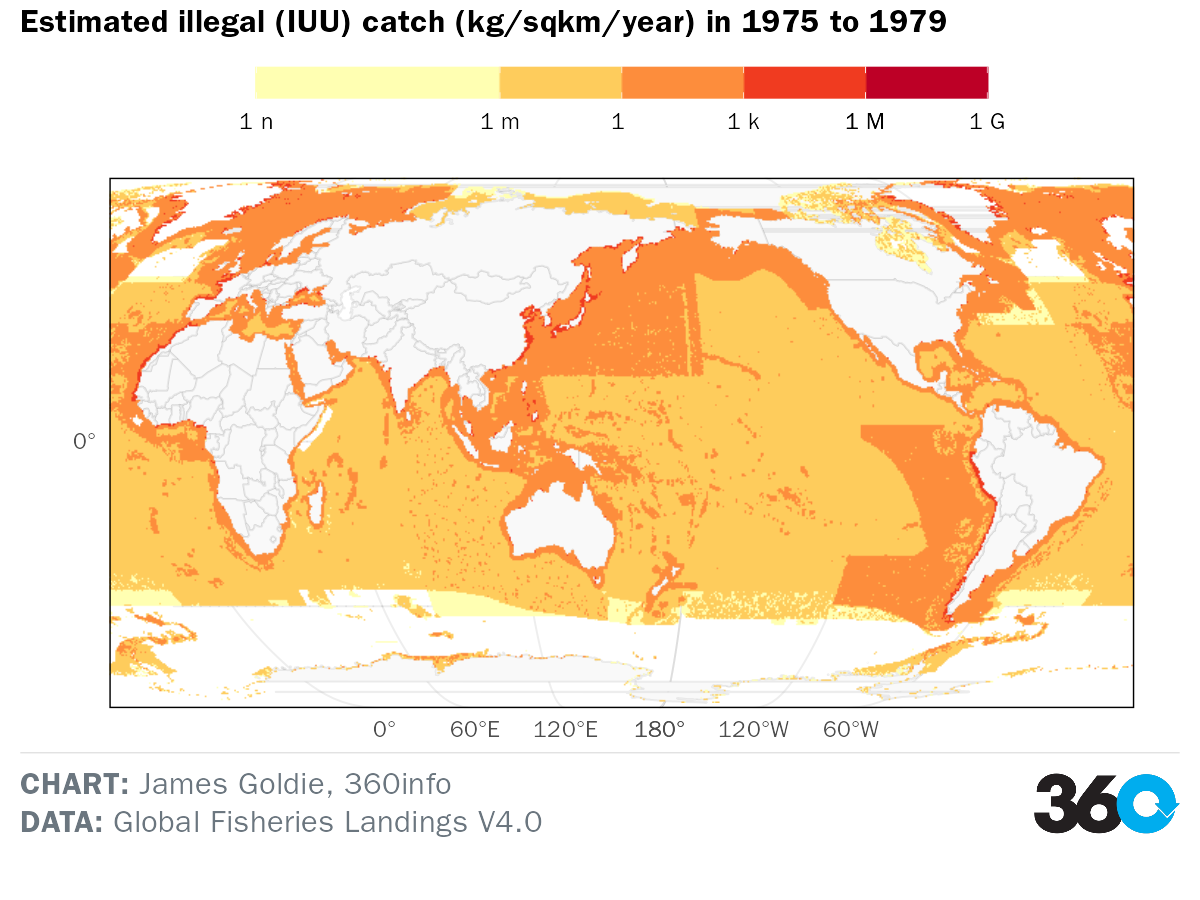 Estimated illegal (IUU) catch (kg/sqkm/year) in 1975 to 1979
1 n 1 m 1 1 k 1 M 1 G
0°
0° 60°E 120°E 180° 120°W 60°W
CHART: James Goldie, 360info
DATA: Global Fisheries Landings V4.0
360